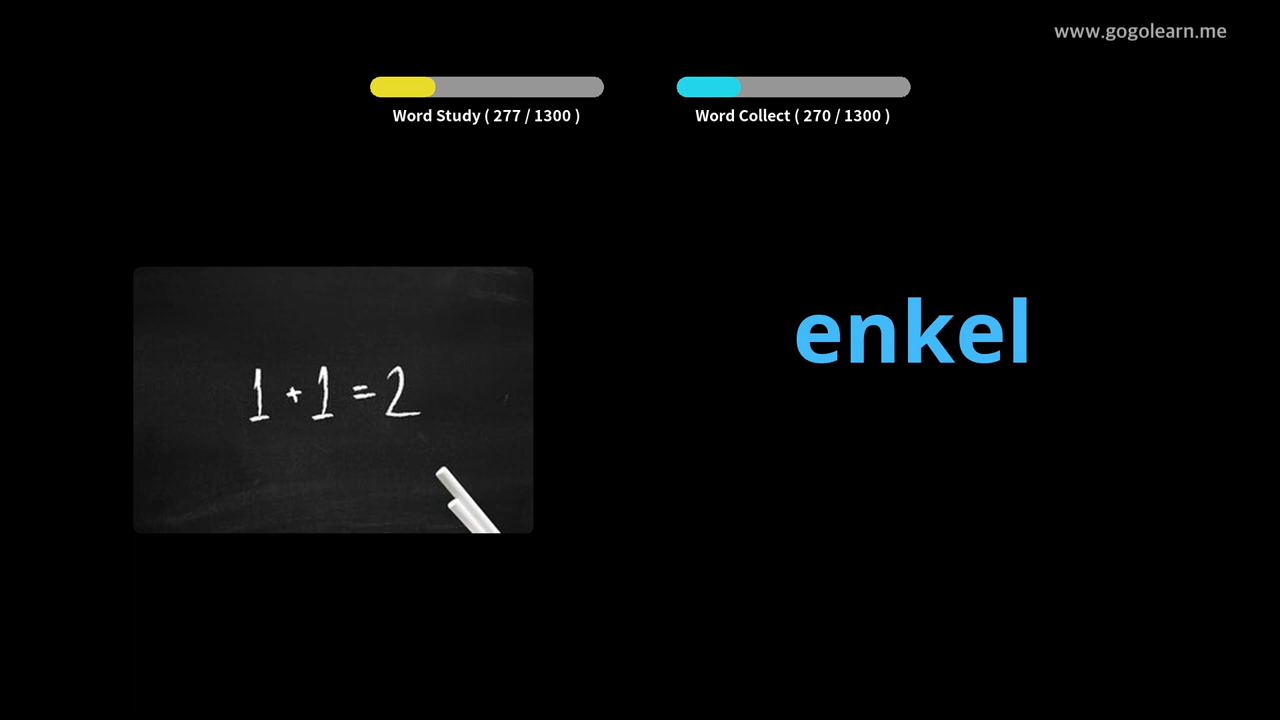 www.gogolearn.me
Word Study ( 277 / 1300 )
Word Collect ( 270 / 1300 )
enkel
1 + 1 = 2